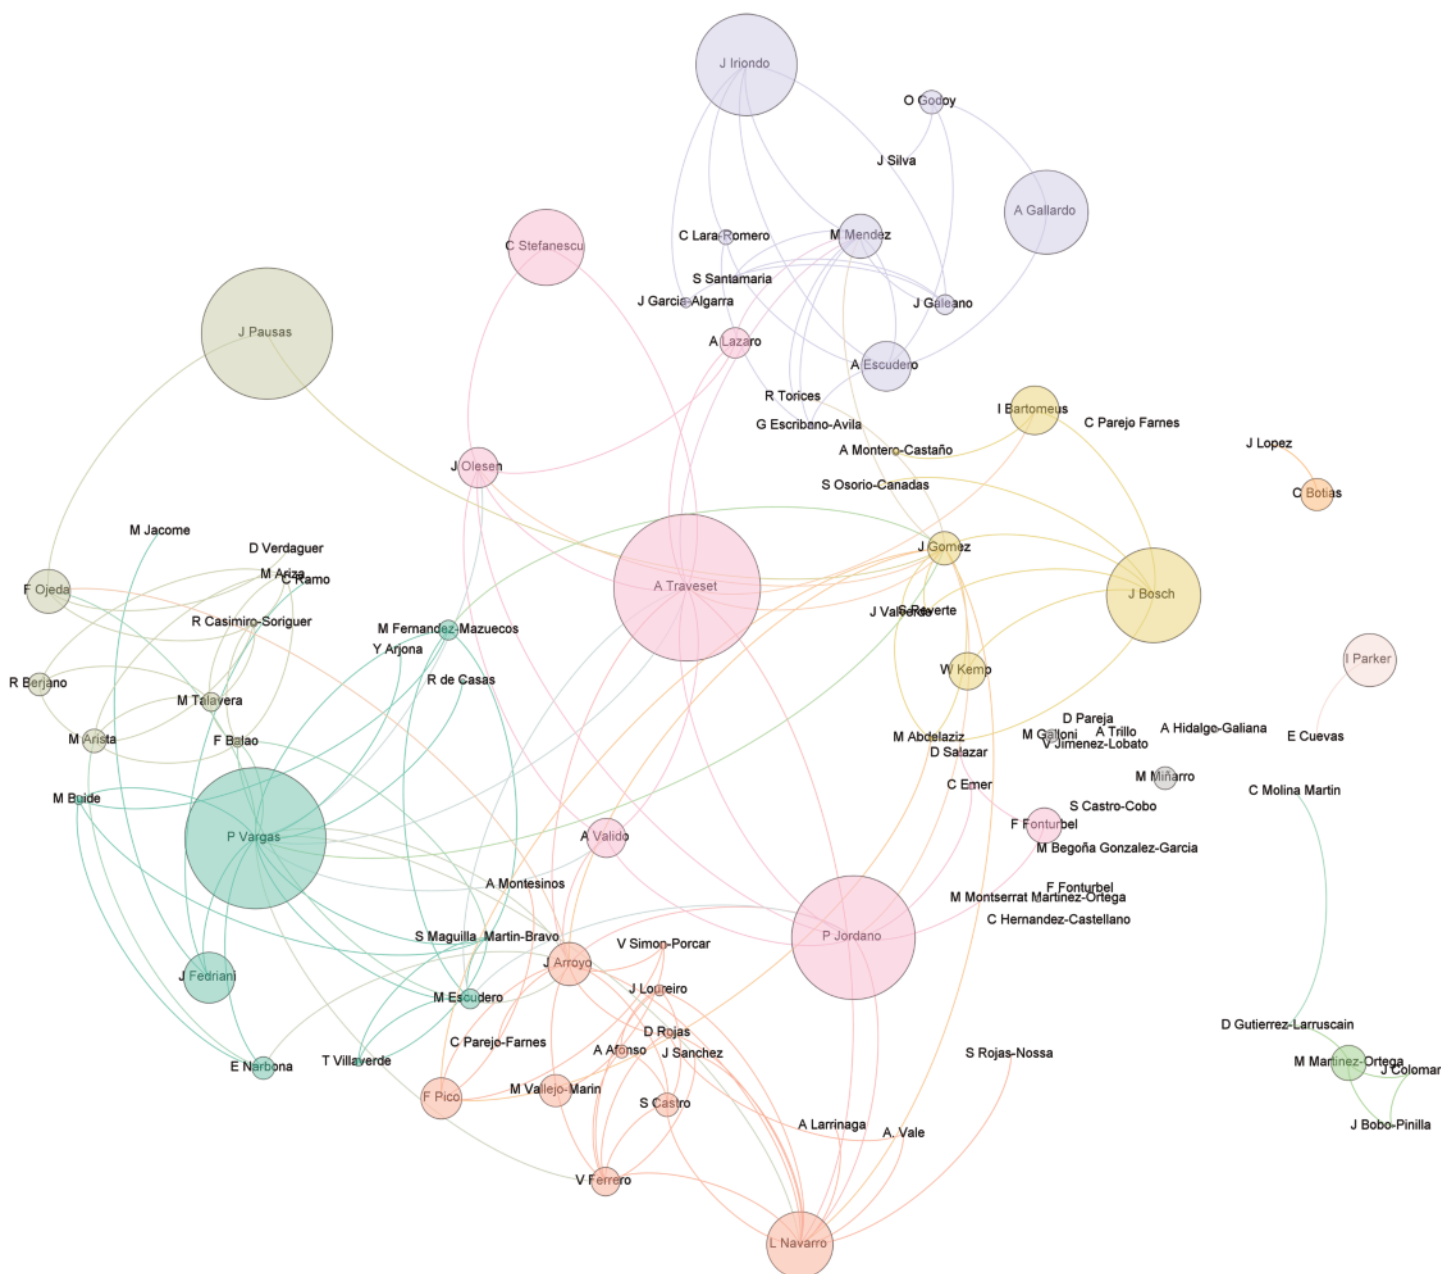 J Iriondo
O Godoy
J Silva
A Gallardo
C Lara-Romero
M Mendez
C Stefanescu
S Santamaria
J Garcia-Algarra
J Galeano
J Pausas
A Lazaro
A Escudero
R Torices
I Bartomeus
G Escribano-Avila
C Parejo Farnes
J Lopez
A Montero-Castaño
J Olesen
S Osorio-Canadas
C Botias
M Jacome
D Verdaguer
J Gomez
M Ariza
C Ramo
F Ojeda
A Traveset
J Bosch
J Valverde
S Reverte
R Casimiro-Soriguer
M Fernandez-Mazuecos
Y Arjona
I Parker
W Kemp
R de Casas
R Berjano
M Talavera
D Pareja
A Hidalgo-Galiana
A Trillo
M Galloni
M Arista
F Balao
M Abdelaziz
E Cuevas
V Jimenez-Lobato
D Salazar
M Miñarro
C Emer
C Molina Martin
M Buide
S Castro-Cobo
F Fonturbel
P Vargas
A Valido
M Begoña Gonzalez-Garcia
A Montesinos
F Fonturbel
M Montserrat Martinez-Ortega
C Hernandez-Castellano
S Maguilla
Martin-Bravo
P Jordano
V Simon-Porcar
J Arroyo
J Fedriani
J Loureiro
M Escudero
D Gutierrez-Larruscain
D Rojas
C Parejo-Farnes
A Afonso
J Sanchez
S Rojas-Nossa
T Villaverde
E Narbona
M Martinez-Ortega
J Colomar
M Vallejo-Marin
F Pico
S Castro
A Larrinaga
J Bobo-Pinilla
A. Vale
V Ferrero
L Navarro